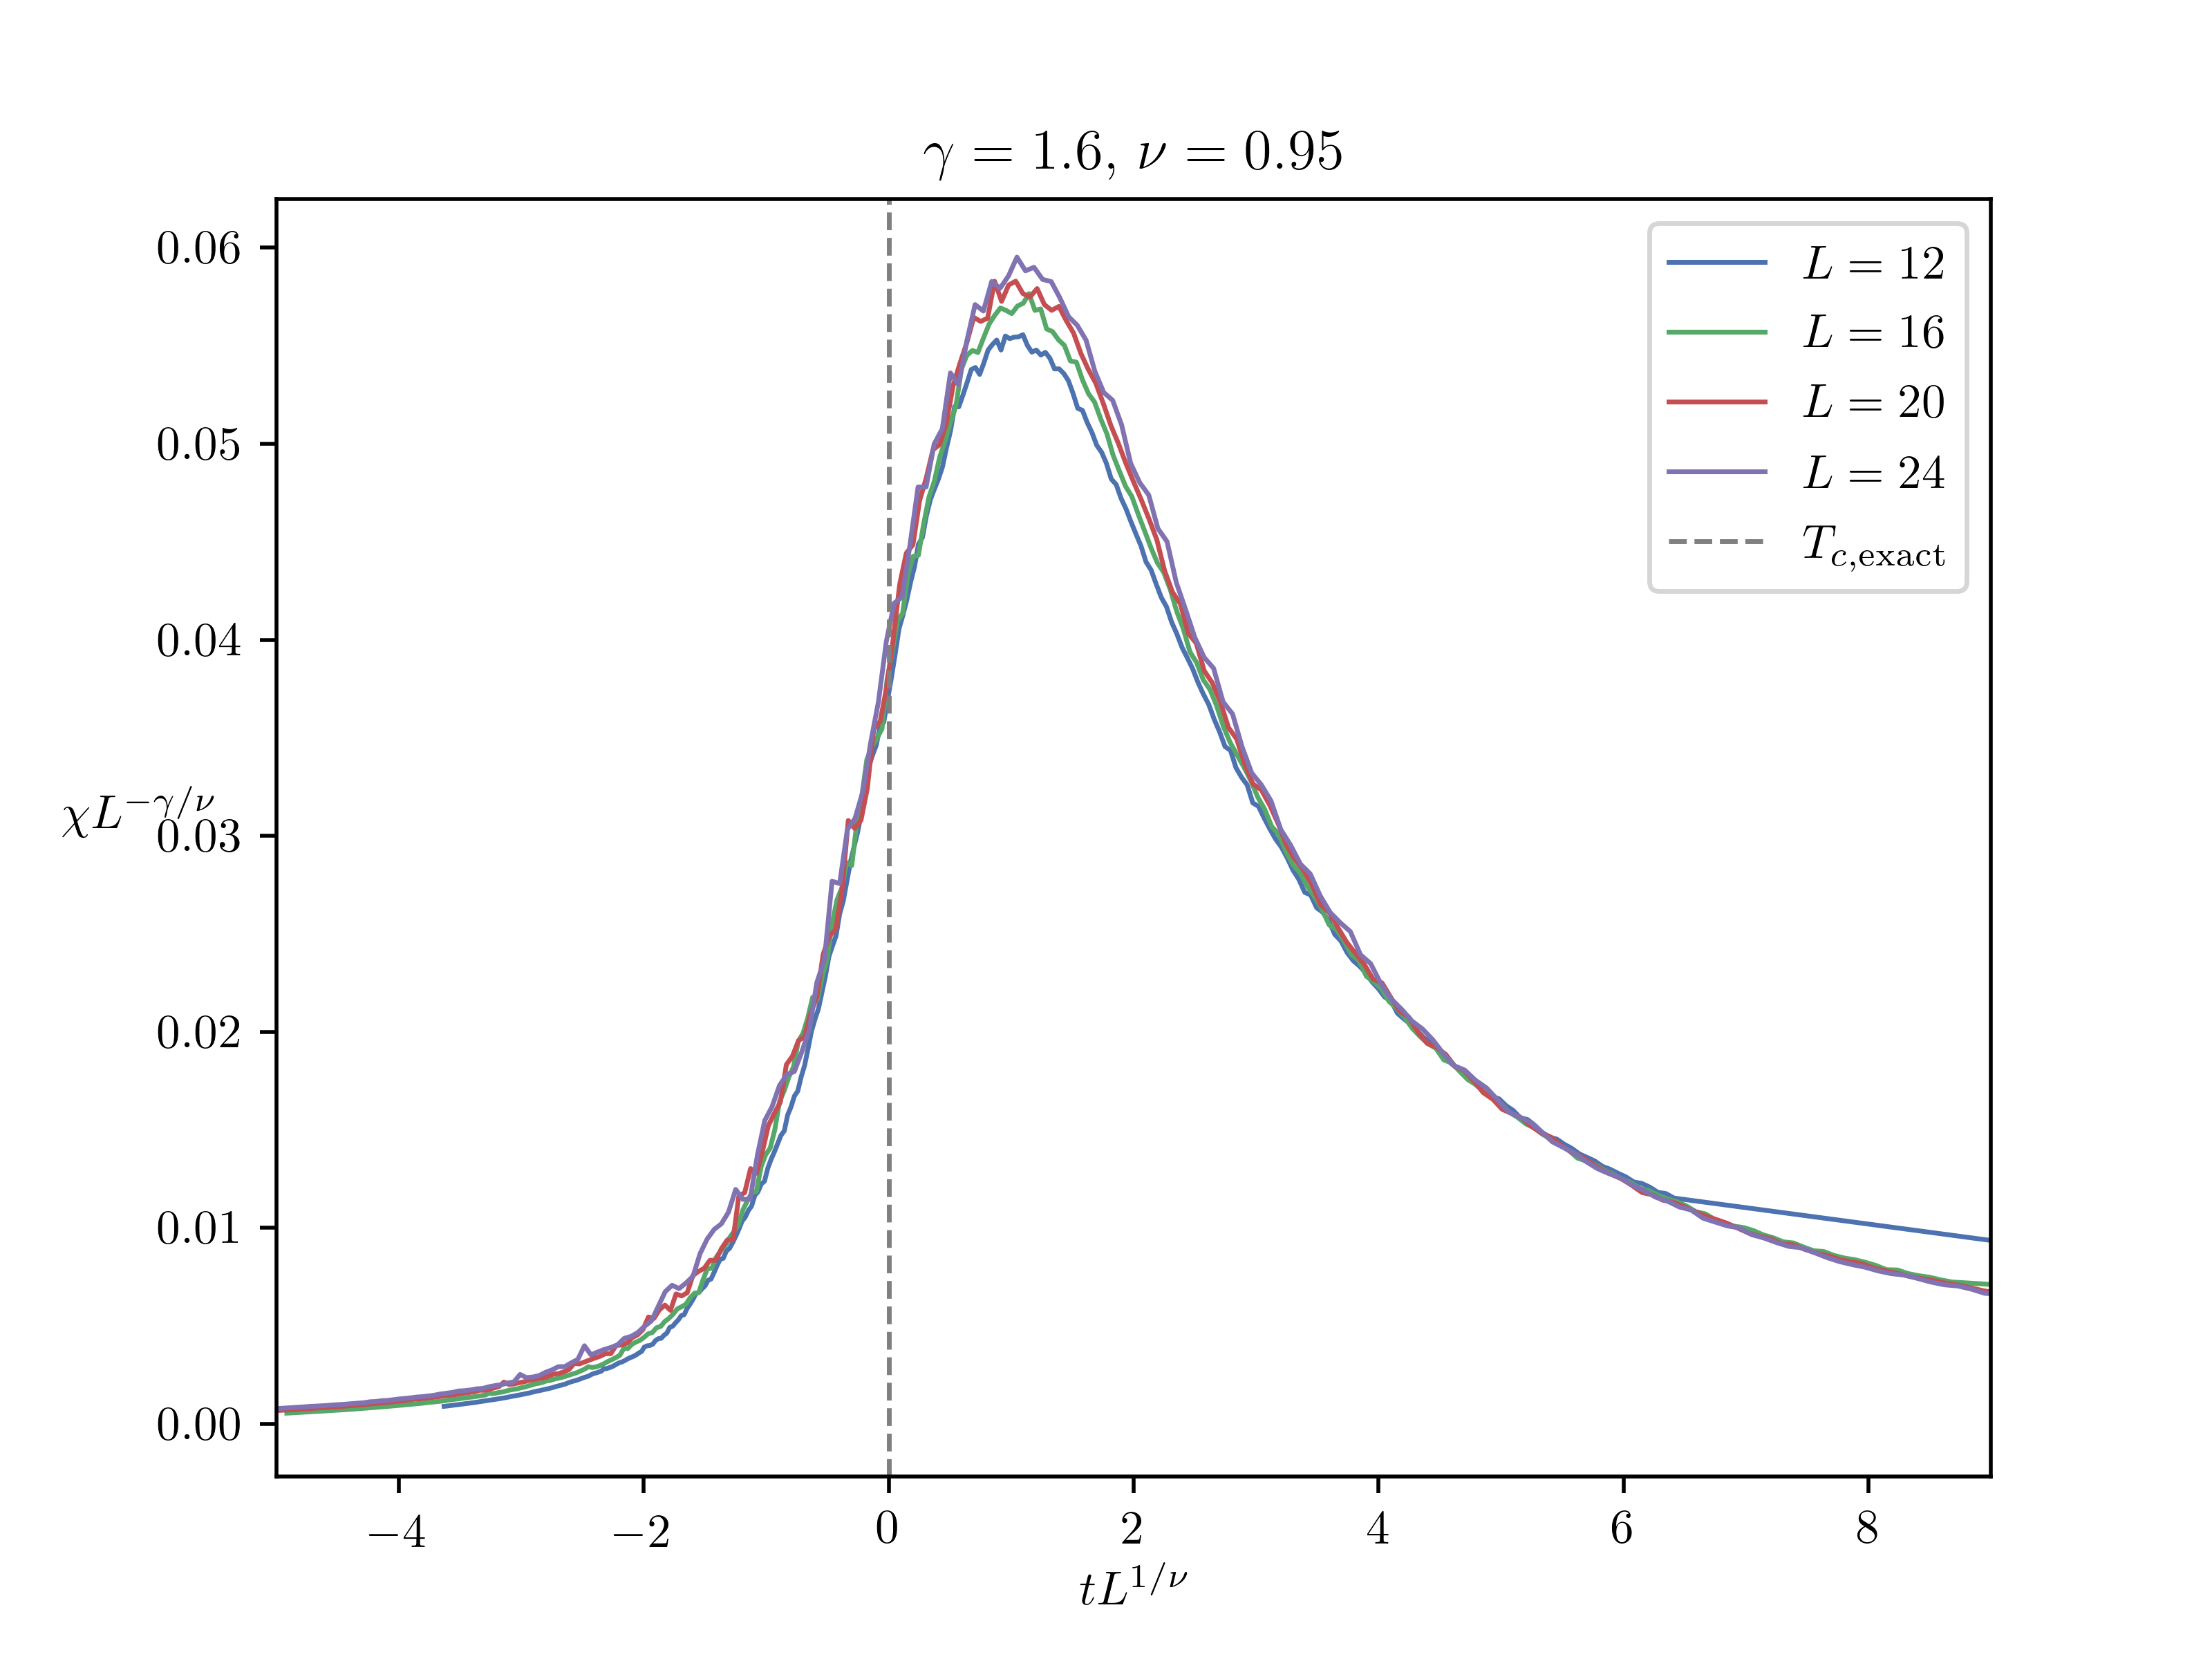 γ = 1.6, ν = 0.95
L = 12
L = 16
L = 20
L = 24
T_{c,exact}
χL^{−γ/ν}
0.06
0.05
0.04
0.03
0.02
0.01
0.00
−4 −2 0 2 4 6 8
tL^{1/ν}